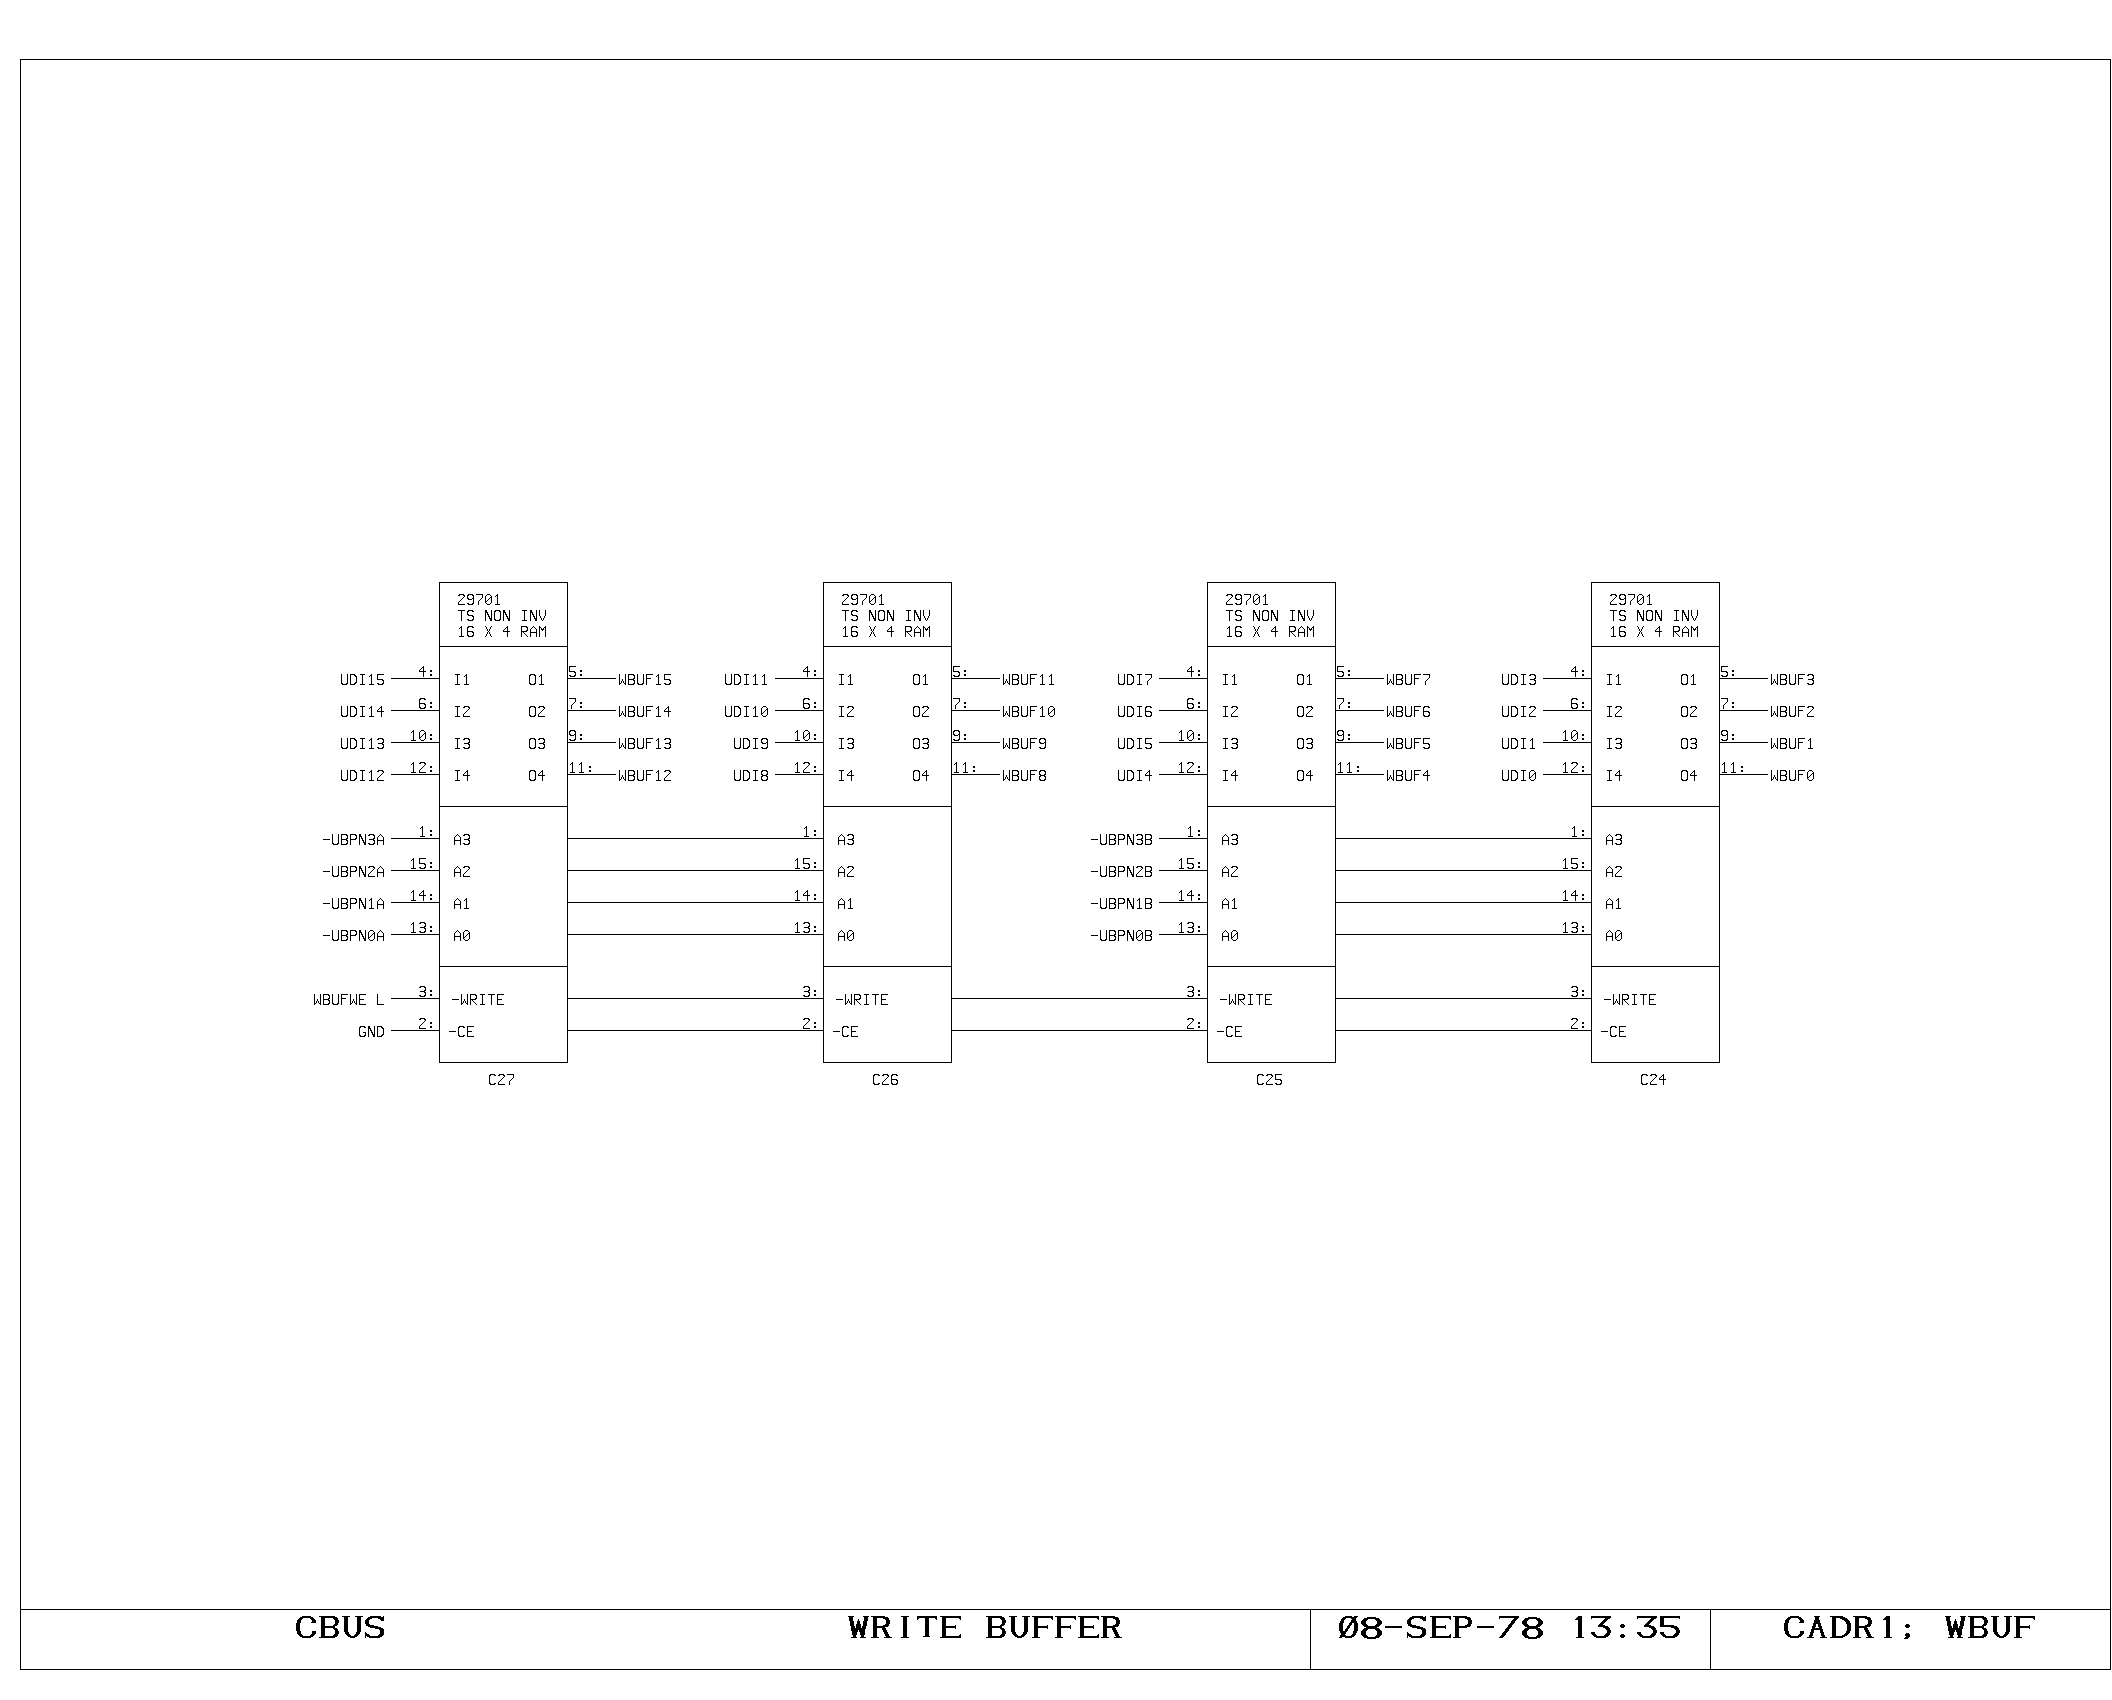 29701 29701 29701 29701
TS NON INV TS NON INV TS NON INV TS NON INV
16 X 4 RAM 16 X 4 RAM 16 X 4 RAM 16 X 4 RAM
UDI15 4: I1 O1 5: WBUF15 UDI11 4: I1 O1 5: WBUF11 UDI7 4: I1 O1 5: WBUF7 UDI3 4: I1 O1 5: WBUF3
UDI14 6: I2 O2 7: WBUF14 UDI10 6: I2 O2 7: WBUF10 UDI6 6: I2 O2 7: WBUF6 UDI2 6: I2 O2 7: WBUF2
UDI13 10: I3 O3 9: WBUF13 UDI9 10: I3 O3 9: WBUF9 UDI5 10: I3 O3 9: WBUF5 UDI1 10: I3 O3 9: WBUF1
UDI12 12: I4 O4 11: WBUF12 UDI8 12: I4 O4 11: WBUF8 UDI4 12: I4 O4 11: WBUF4 UDI0 12: I4 O4 11: WBUF0
-UBPN3A 1: A3 1: A3 -UBPN3B 1: A3 1: A3
-UBPN2A 15: A2 15: A2 -UBPN2B 15: A2 15: A2
-UBPN1A 14: A1 14: A1 -UBPN1B 14: A1 14: A1
-UBPN0A 13: A0 13: A0 -UBPN0B 13: A0 13: A0
WBUFWE L 3: -WRITE 3: -WRITE 3: -WRITE 3: -WRITE
GND 2: -CE 2: -CE 2: -CE 2: -CE
C27 C26 C25 C24
CBUS WRITE BUFFER 08-SEP-78 13:35 CADR1; WBUF